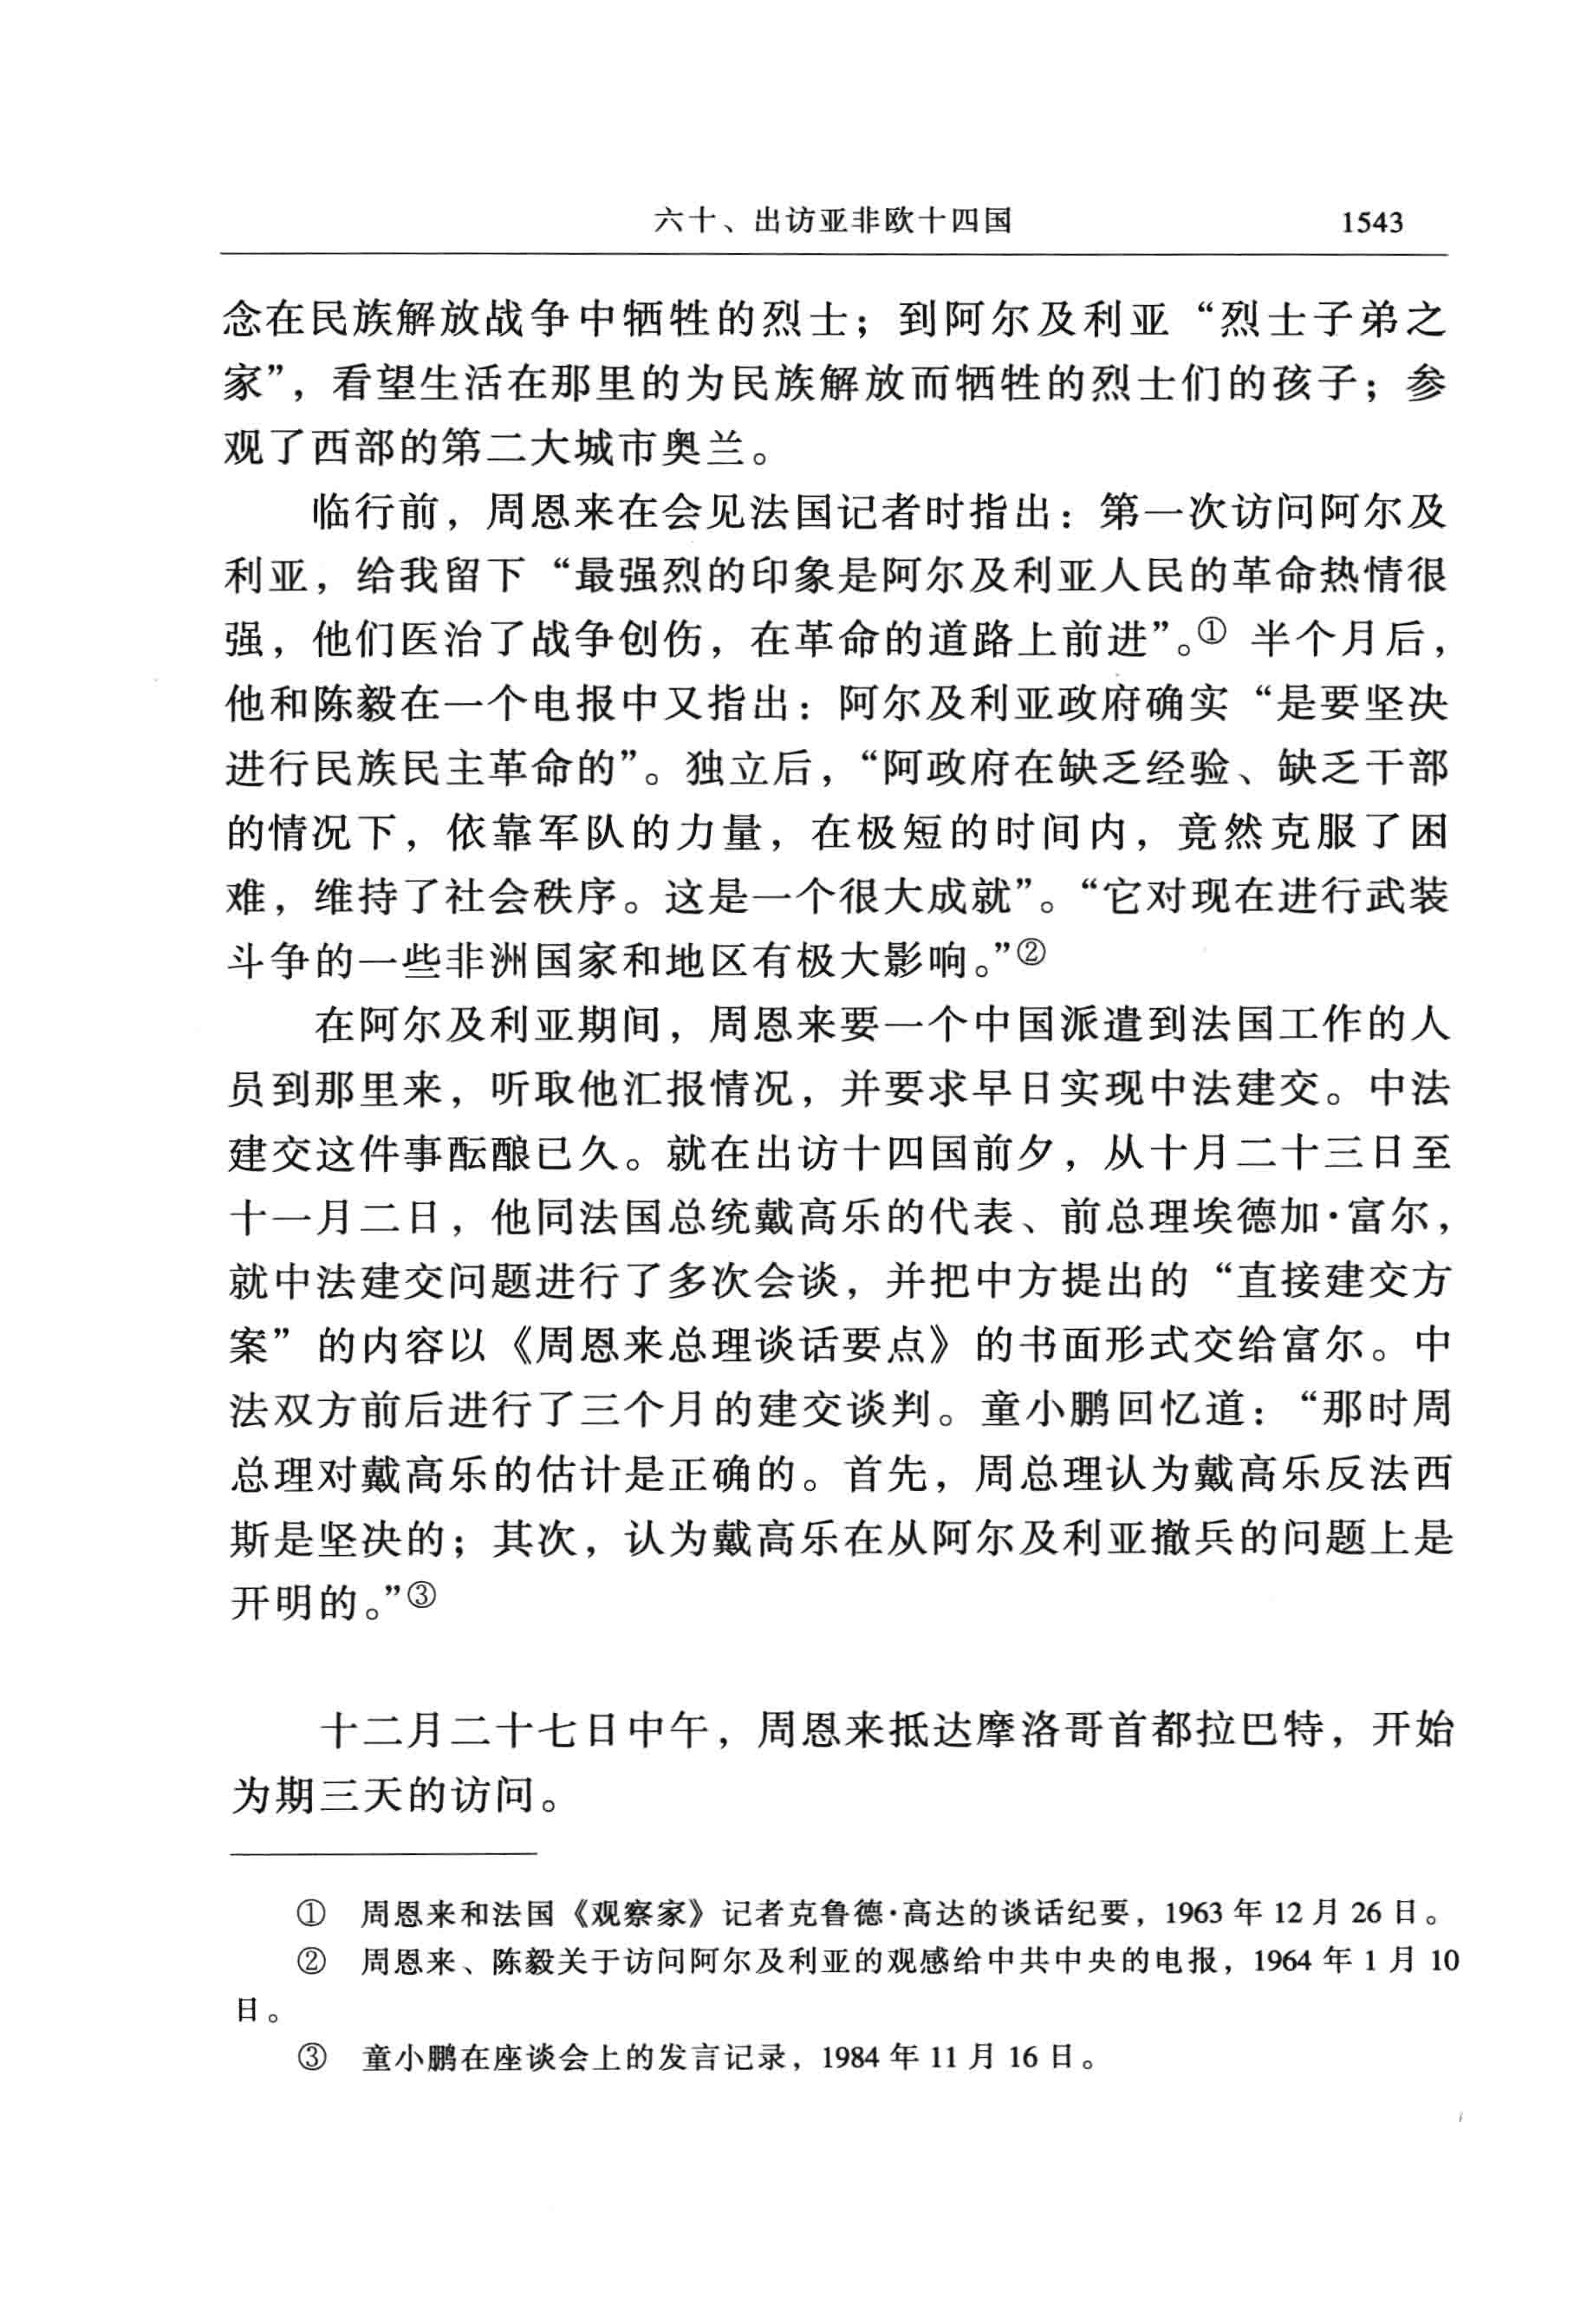 六十、出访亚非欧十四国 1543
念在民族解放战争中牺牲的烈士；到阿尔及利亚“烈士子弟之
家”，看望生活在那里的为民族解放而牺牲的烈士们的孩子；参
观了西部的第二大城市奥兰。
临行前，周恩来在会见法国记者时指出：第一次访问阿尔及
利亚，给我留下“最强烈的印象是阿尔及利亚人民的革命热情很
强，他们医治了战争创伤，在革命的道路上前进”。① 半个月后，
他和陈毅在一个电报中又指出：阿尔及利亚政府确实“是要坚决
进行民族民主革命的”。独立后，“阿政府在缺乏经验、缺乏干部
的情况下，依靠军队的力量，在极短的时间内，竟然克服了困
难，维持了社会秩序。这是一个很大成就”。“它对现在进行武装
斗争的一些非洲国家和地区有极大影响。”②
在阿尔及利亚期间，周恩来要一个中国派遣到法国工作的人
员到那里来，听取他汇报情况，并要求早日实现中法建交。中法
建交这件事酝酿已久。就在出访十四国前夕，从十月二十三日至
十一月二日，他同法国总统戴高乐的代表、前总理埃德加·富尔，
就中法建交问题进行了多次会谈，并把中方提出的“直接建交方
案”的内容以《周恩来总理谈话要点》的书面形式交给富尔。中
法双方前后进行了三个月的建交谈判。童小鹏回忆道：“那时周
总理对戴高乐的估计是正确的。首先，周总理认为戴高乐反法西
斯是坚决的；其次，认为戴高乐在从阿尔及利亚撤兵的问题上是
开明的。”③
十二月二十七日中午，周恩来抵达摩洛哥首都拉巴特，开始
为期三天的访问。
① 周恩来和法国《观察家》记者克鲁德·高达的谈话纪要，1963 年 12 月 26 日。
② 周恩来、陈毅关于访问阿尔及利亚的观感给中共中央的电报，1964 年 1 月 10
日。
③ 童小鹏在座谈会上的发言记录，1984 年 11 月 16 日。